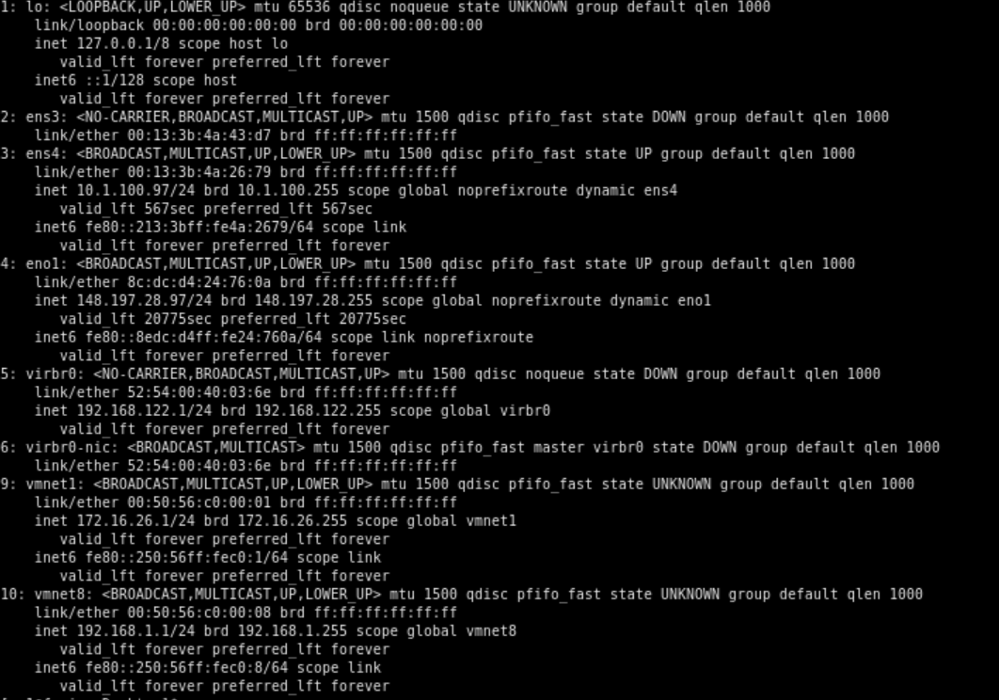 1: lo: <LOOPBACK,UP,LOWER_UP> mtu 65536 qdisc noqueue state UNKNOWN group default qlen 1000
    link/loopback 00:00:00:00:00:00 brd 00:00:00:00:00:00
    inet 127.0.0.1/8 scope host lo
       valid_lft forever preferred_lft forever
    inet6 ::1/128 scope host
       valid_lft forever preferred_lft forever
2: ens3: <NO-CARRIER,BROADCAST,MULTICAST,UP> mtu 1500 qdisc pfifo_fast state DOWN group default qlen 1000
    link/ether 00:13:3b:4a:43:d7 brd ff:ff:ff:ff:ff:ff
3: ens4: <BROADCAST,MULTICAST,UP,LOWER_UP> mtu 1500 qdisc pfifo_fast state UP group default qlen 1000
    link/ether 00:13:3b:4a:26:79 brd ff:ff:ff:ff:ff:ff
    inet 10.1.100.97/24 brd 10.1.100.255 scope global noprefixroute dynamic ens4
       valid_lft 567sec preferred_lft 567sec
    inet6 fe80::213:3bff:fe4a:2679/64 scope link
       valid_lft forever preferred_lft forever
4: eno1: <BROADCAST,MULTICAST,UP,LOWER_UP> mtu 1500 qdisc pfifo_fast state UP group default qlen 1000
    link/ether 8c:dc:d4:24:76:0a brd ff:ff:ff:ff:ff:ff
    inet 148.197.28.97/24 brd 148.197.28.255 scope global noprefixroute dynamic eno1
       valid_lft 20775sec preferred_lft 20775sec
    inet6 fe80::8edc:d4ff:fe24:760a/64 scope link noprefixroute
       valid_lft forever preferred_lft forever
5: virbr0: <NO-CARRIER,BROADCAST,MULTICAST,UP> mtu 1500 qdisc noqueue state DOWN group default qlen 1000
    link/ether 52:54:00:40:03:6e brd ff:ff:ff:ff:ff:ff
    inet 192.168.122.1/24 brd 192.168.122.255 scope global virbr0
       valid_lft forever preferred_lft forever
6: virbr0-nic: <BROADCAST,MULTICAST> mtu 1500 qdisc pfifo_fast master virbr0 state DOWN group default qlen 1000
    link/ether 52:54:00:40:03:6e brd ff:ff:ff:ff:ff:ff
9: vmnet1: <BROADCAST,MULTICAST,UP,LOWER_UP> mtu 1500 qdisc pfifo_fast state UNKNOWN group default qlen 1000
    link/ether 00:50:56:c0:00:01 brd ff:ff:ff:ff:ff:ff
    inet 172.16.26.1/24 brd 172.16.26.255 scope global vmnet1
       valid_lft forever preferred_lft forever
    inet6 fe80::250:56ff:fec0:1/64 scope link
       valid_lft forever preferred_lft forever
10: vmnet8: <BROADCAST,MULTICAST,UP,LOWER_UP> mtu 1500 qdisc pfifo_fast state UNKNOWN group default qlen 1000
    link/ether 00:50:56:c0:00:08 brd ff:ff:ff:ff:ff:ff
    inet 192.168.1.1/24 brd 192.168.1.255 scope global vmnet8
       valid_lft forever preferred_lft forever
    inet6 fe80::250:56ff:fec0:8/64 scope link
       valid_lft forever preferred_lft forever